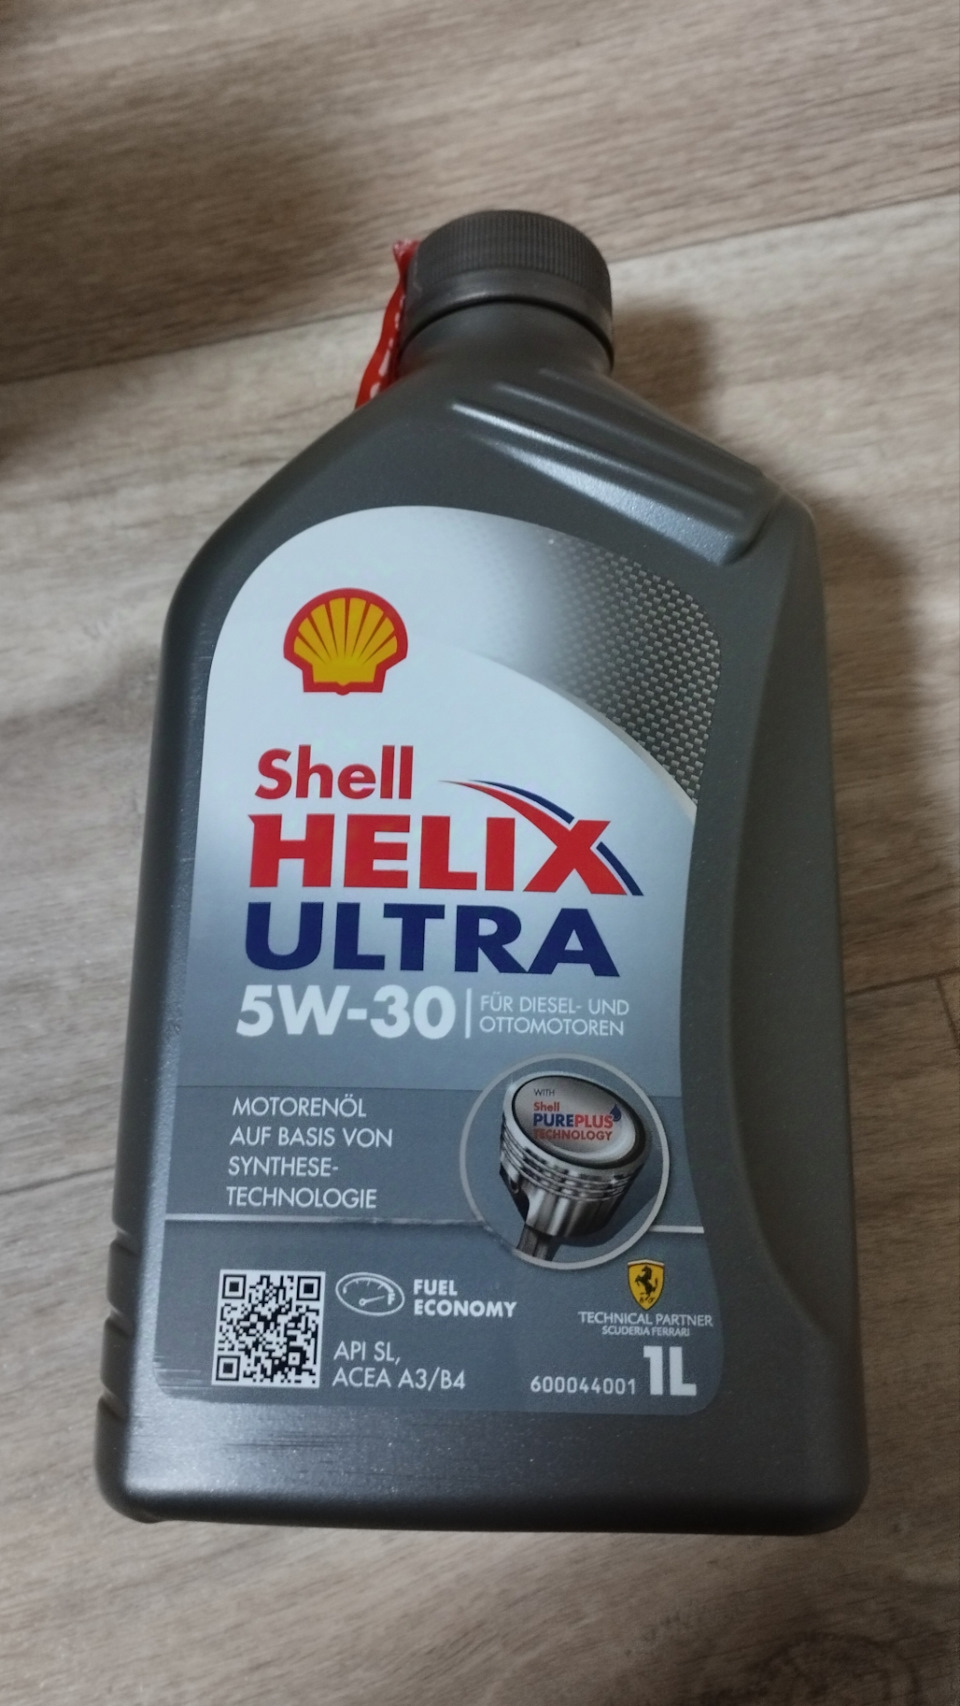 Shell
HELIX
ULTRA
5W-30
FÜR DIESEL- UND
OTTOMOTOREN
MOTORENÖL
AUF BASIS VON
SYNTHESE-
TECHNOLOGIE
WITH
Shell
PUREPLUS
TECHNOLOGY
FUEL
ECONOMY
API SL,
ACEA A3/B4
TECHNICAL PARTNER
SCUDERIA FERRARI
600044001 1L